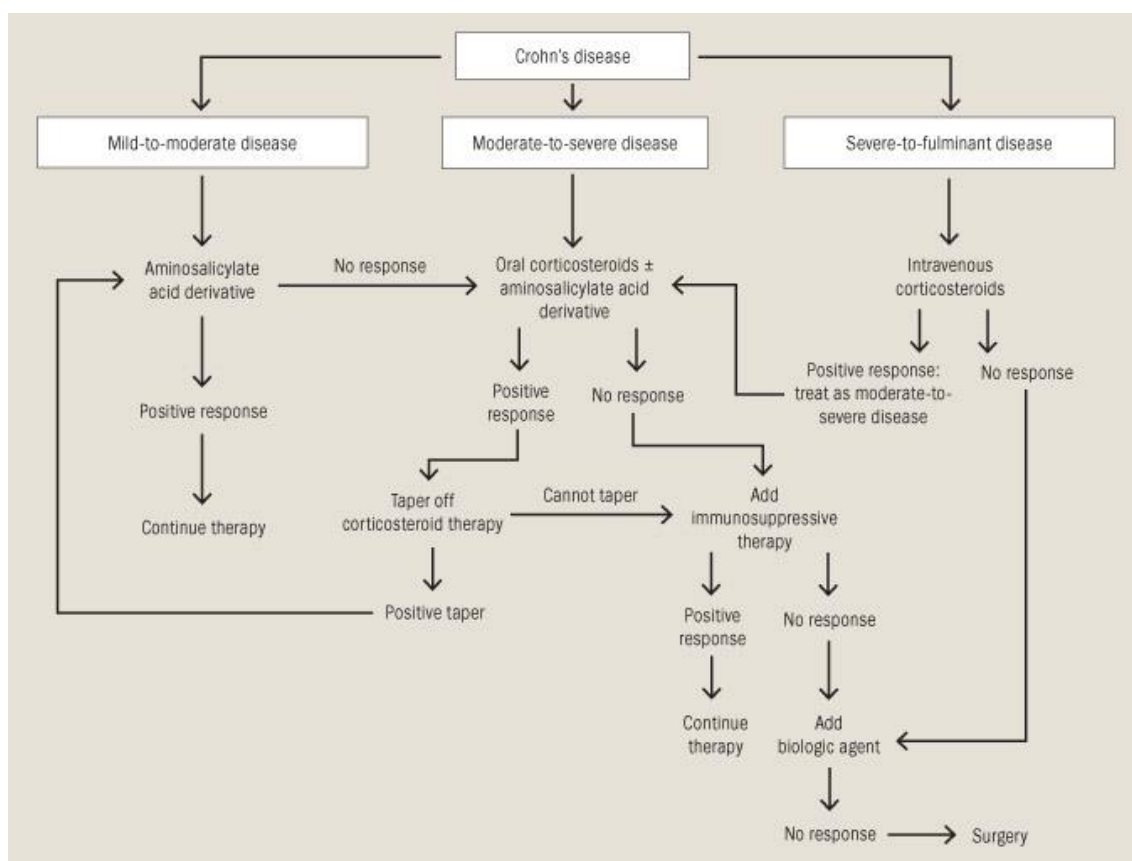 Crohn's disease
Mild-to-moderate disease
Moderate-to-severe disease
Severe-to-fulminant disease
Aminosalicylate
acid derivative
No response
Oral corticosteroids ±
aminosalicylate acid
derivative
Intravenous
corticosteroids
Positive response
Continue therapy
Positive
response
No response
Positive response:
treat as moderate-to-
severe disease
No response
Taper off
corticosteroid therapy
Cannot taper
Add
immunosuppressive
therapy
Positive taper
Positive
response
No response
Continue
therapy
Add
biologic agent
No response
Surgery